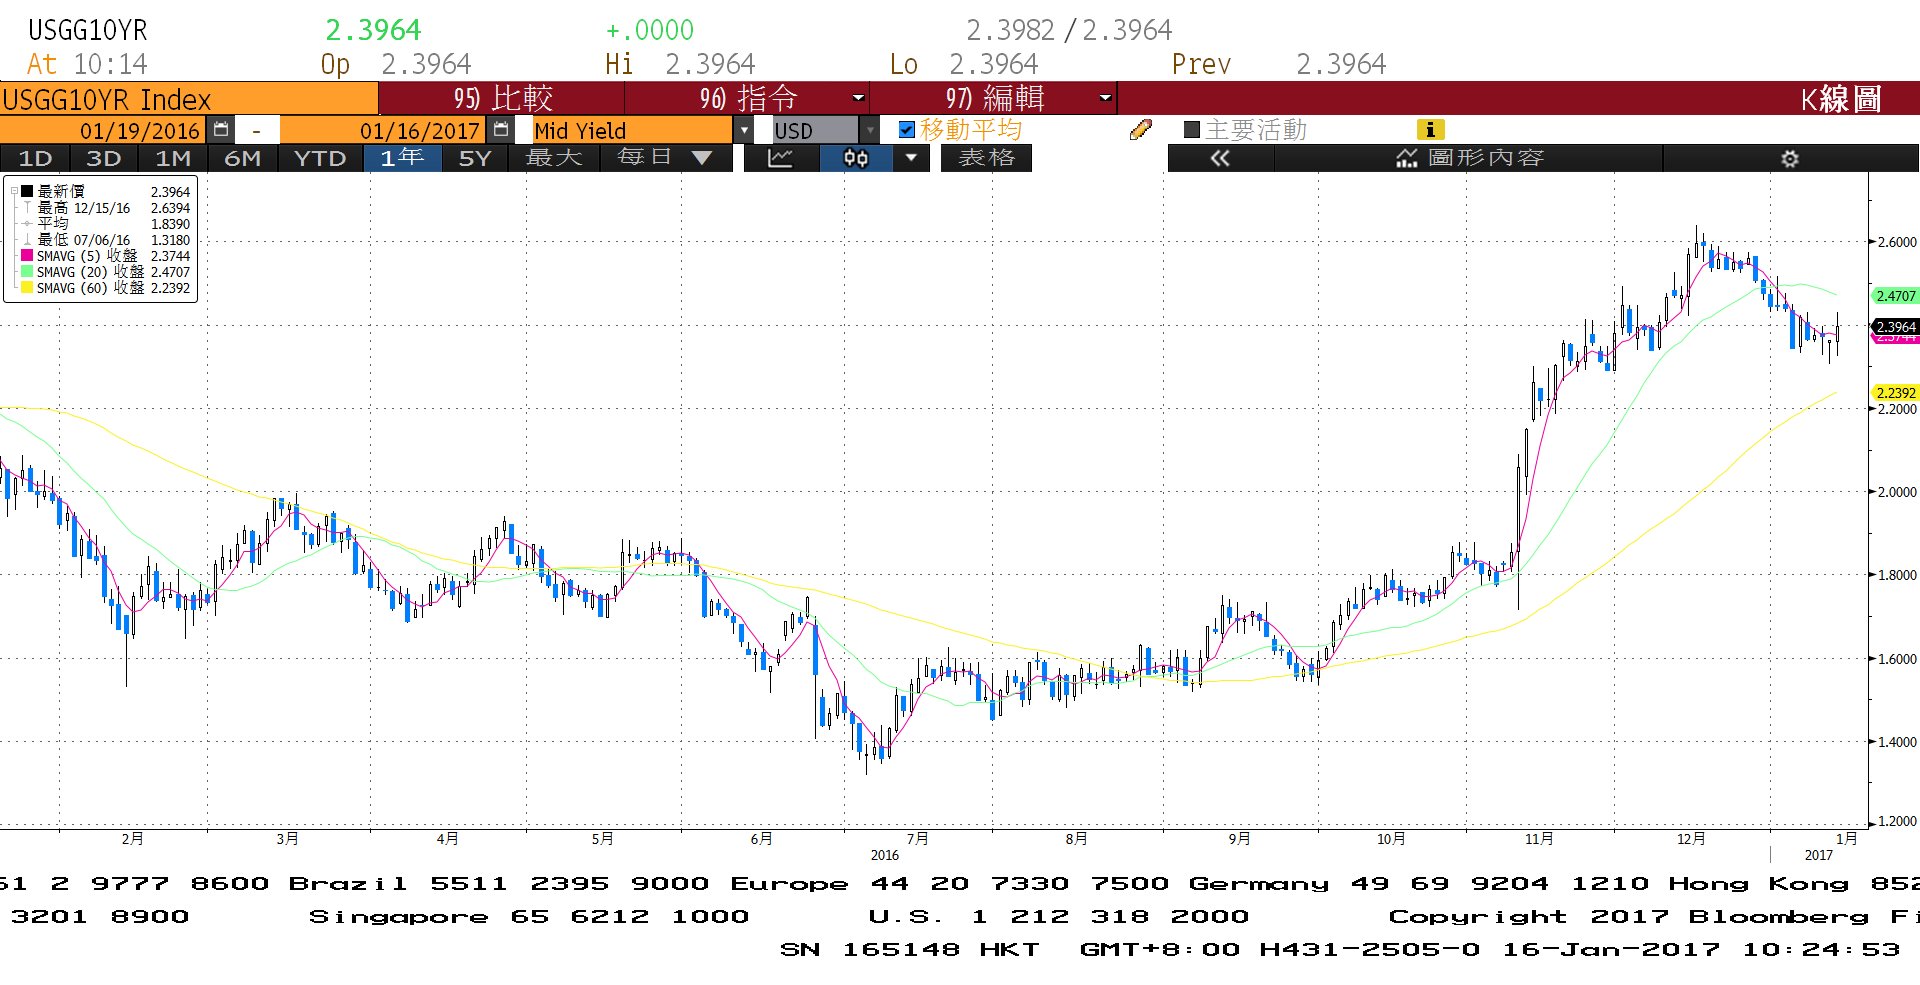 USGG10YR 2.3964 +.0000 2.3982 / 2.3964
At 10:14 Op 2.3964 Hi 2.3964 Lo 2.3964 Prev 2.3964
USGG10YR Index 95) 比較 96) 指令 97) 編輯 K線圖
01/19/2016 - 01/16/2017 Mid Yield USD 移動平均 主要活動
1D 3D 1M 6M YTD 1年 5Y 最大 每日 表格 圖形內容
最新價 2.3964
最高 12/15/16 2.6394
平均 1.8390
最低 07/06/16 1.3180
SMAVG (5) 收盤 2.3744
SMAVG (20) 收盤 2.4707
SMAVG (60) 收盤 2.2392
2.6000
2.4707
2.3964
2.3744
2.2392
2.2000
2.0000
1.8000
1.6000
1.4000
1.2000
2月 3月 4月 5月 6月 7月 8月 9月 10月 11月 12月 1月
2016 2017
61 2 9777 8600 Brazil 5511 2395 9000 Europe 44 20 7330 7500 Germany 49 69 9204 1210 Hong Kong 852
3201 8900 Singapore 65 6212 1000 U.S. 1 212 318 2000 Copyright 2017 Bloomberg Fi
SN 165148 HKT GMT+8:00 H431-2505-0 16-Jan-2017 10:24:53